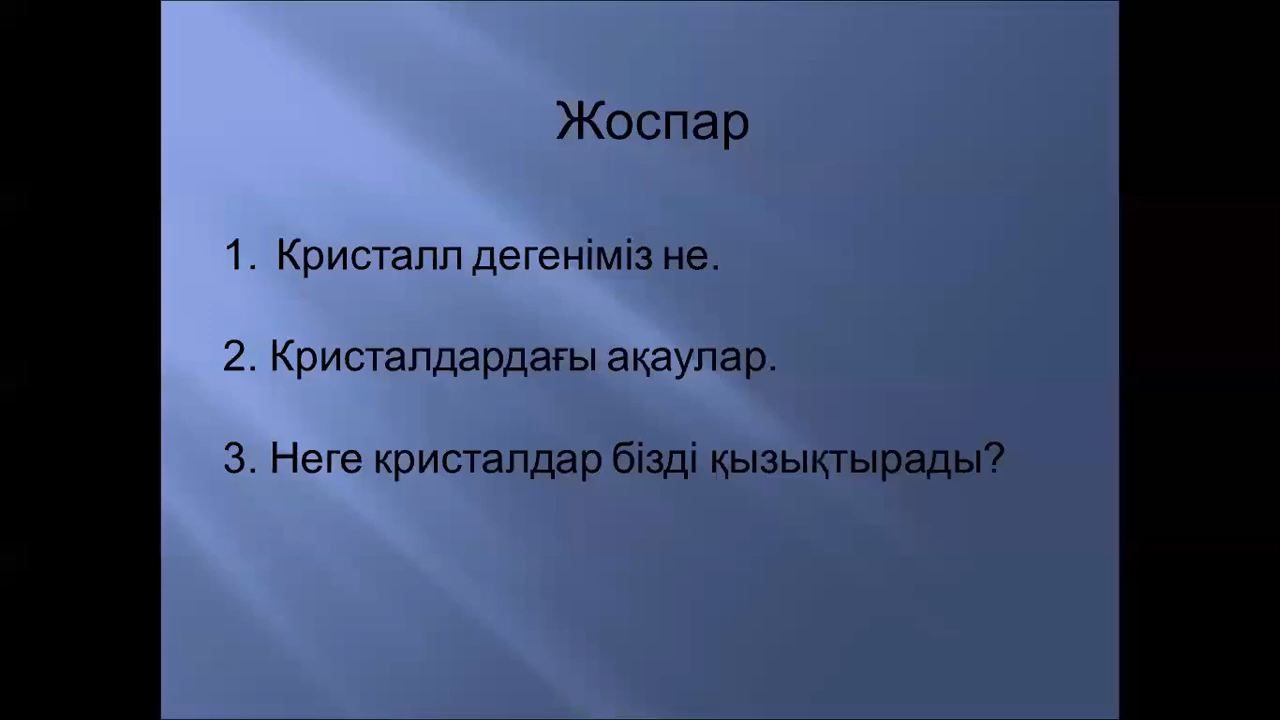 Жоспар
1. Кристалл дегеніміз не.
2. Кристалдардағы ақаулар.
3. Неге кристалдар бізді қызықтырады?